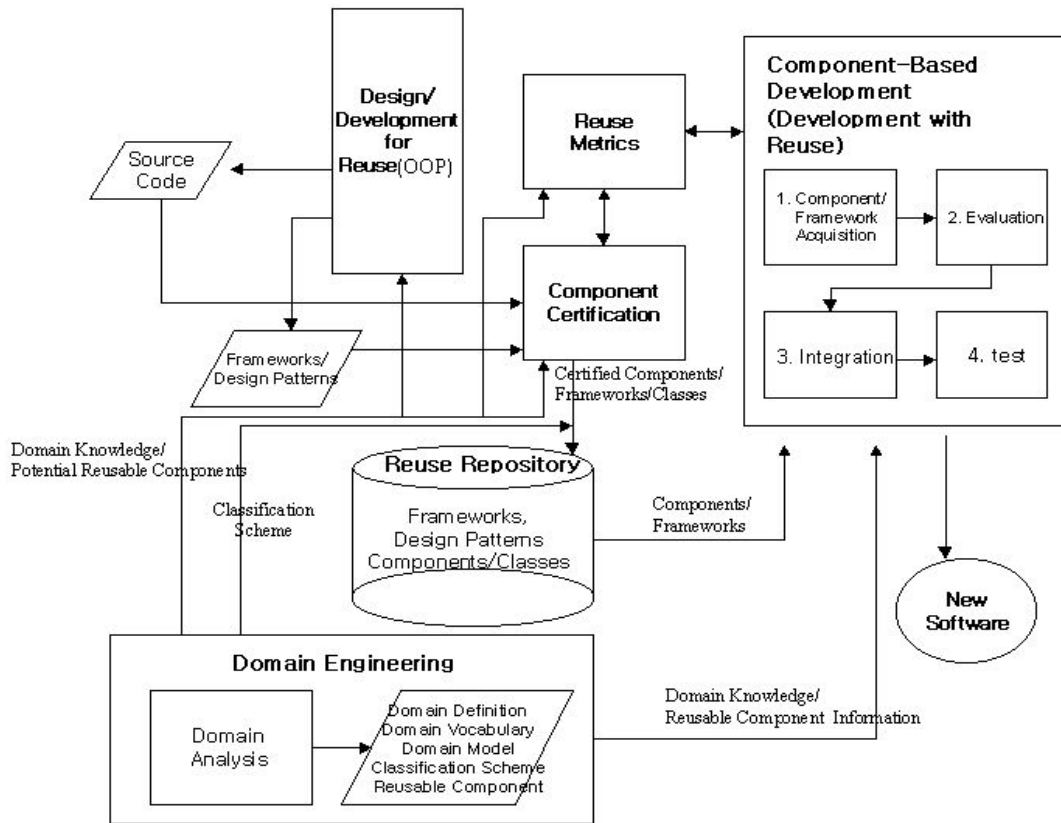 Design/
Development
for
Reuse(OOP)
Reuse
Metrics
Component-Based
Development
(Development with
Reuse)
Source
Code
1. Component/
Framework
Acquisition
2. Evaluation
Component
Certification
3. Integration
4. test
Frameworks/
Design Patterns
Certified Components/
Frameworks/Classes
Domain Knowledge/
Potential Reusable Components
Classification
Scheme
Reuse Repository
Frameworks,
Design Patterns
Components/Classes
Components/
Frameworks
New
Software
Domain Engineering
Domain
Analysis
Domain Definition
Domain Vocabulary
Domain Model
Classification Scheme
Reusable Component
Domain Knowledge/
Reusable Component Information